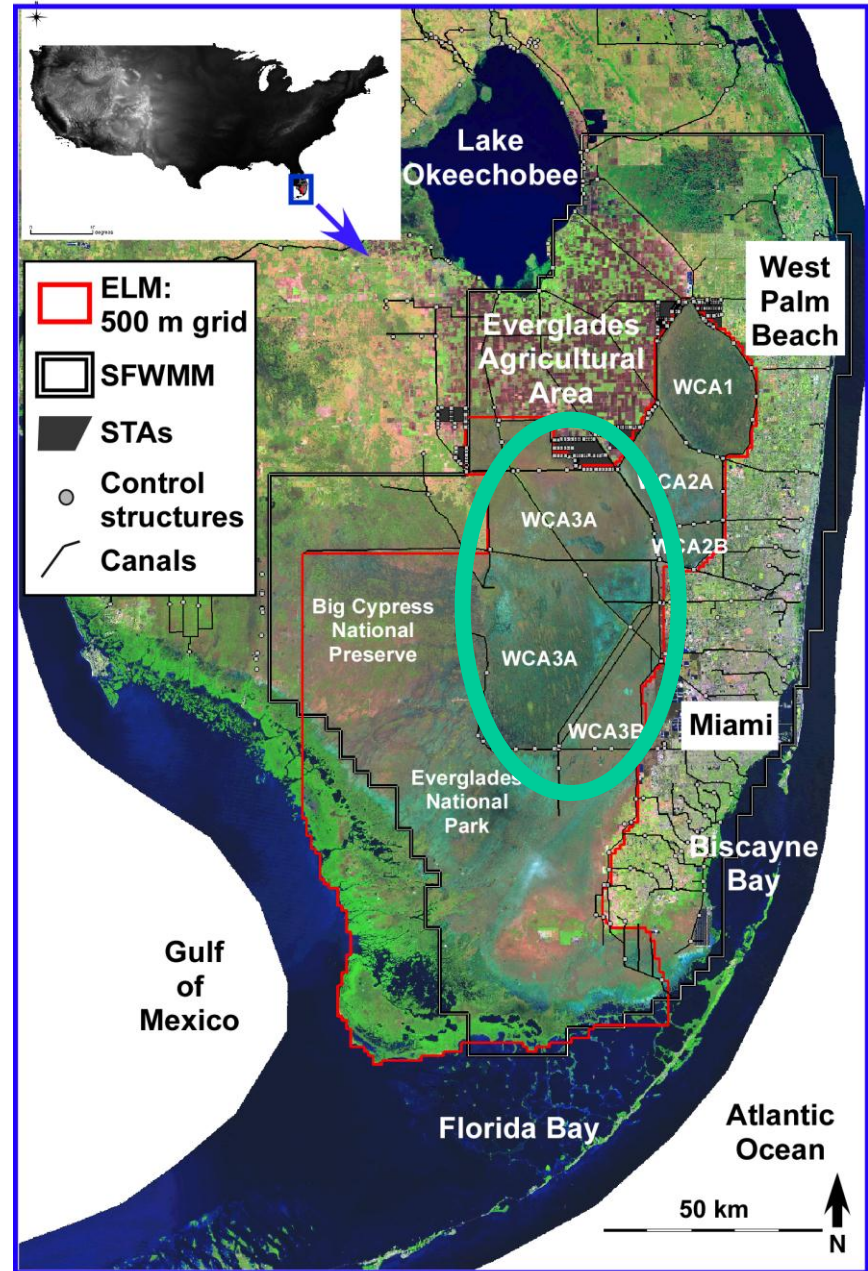 degrees
Lake
Okeechobee
ELM:
500 m grid
SFWMM
STAs
Control
structures
Canals
West
Palm
Beach
Everglades
Agricultural
Area
WCA1
WCA2A
WCA3A
WCA2B
Big Cypress
National
Preserve
WCA3A
WCA3B
Miami
Everglades
National
Park
Biscayne
Bay
Gulf
of
Mexico
Florida Bay
Atlantic
Ocean
50 km
N